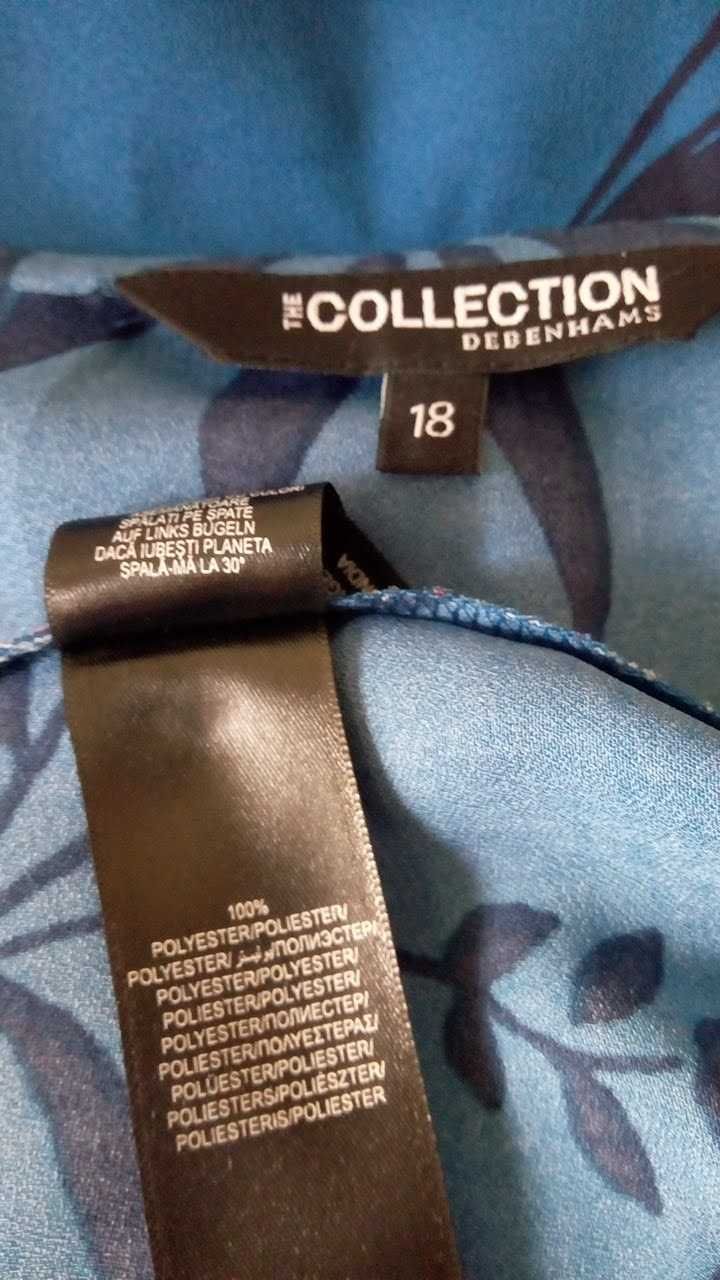 THE COLLECTION
DEBENHAMS
18
SPĂLAȚI PE SPATE
AUF LINKS BÜGELN
DACĂ IUBEȘTI PLANETA
SPALĂ-MĂ LA 30°
100%
POLYESTER/POLIESTER/
POLYESTER/ بوليستر/ПОЛИЭСТЕР/
POLYESTER/POLYESTER/
POLIESTER/POLYESTER/
POLYESTER/ПОЛИЕСТЕР/
POLIESTER/ΠΟΛΥΕΣΤΕΡΑΣ/
POLÜESTER/POLIESTER/
POLIESTERS/POLIÉSZTER/
POLIESTERIS/POLIESTER